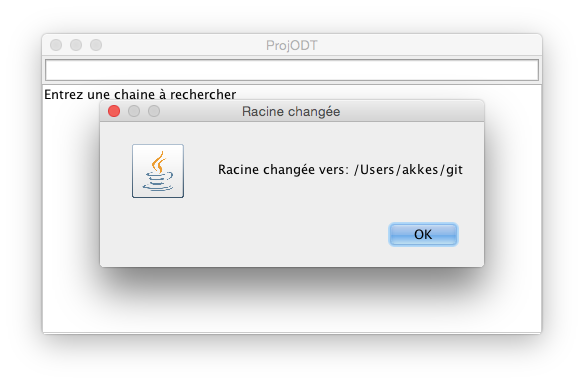 ProjODT
Entrez une chaine à rechercher
Racine changée
Racine changée vers: /Users/akkes/git
OK